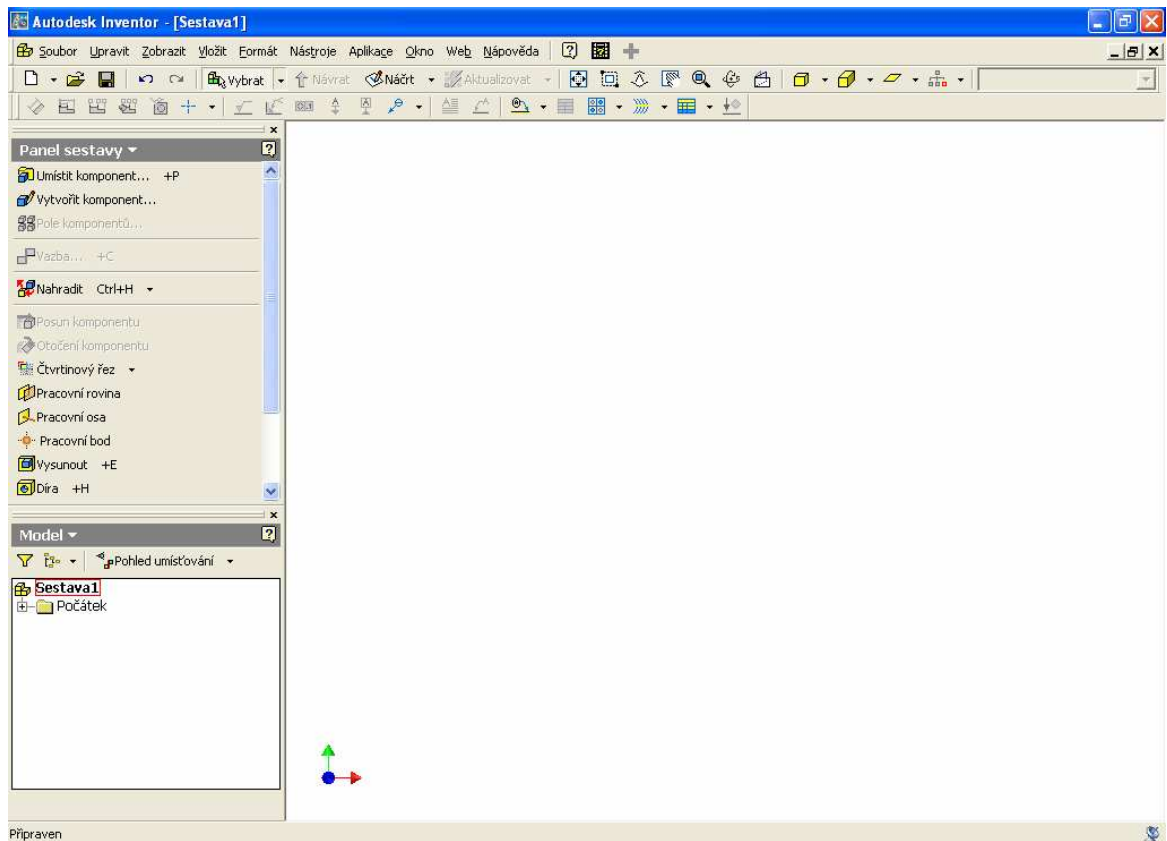 Autodesk Inventor - [Sestava1]
Soubor Upravit Zobrazit Vložit Formát Nástroje Aplikace Okno Web Nápověda
Vybrat Návrat Náčrt Aktualizovat
Panel sestavy
Umístit komponent... +P
Vytvořit komponent...
Pole komponentů...
Vazba... +C
Nahradit Ctrl+H
Posun komponentu
Otočení komponentu
Čtvrtinový řez
Pracovní rovina
Pracovní osa
Pracovní bod
Vysunout +E
Díra +H
Model
Pohled umísťování
Sestava1
Počátek
Připraven